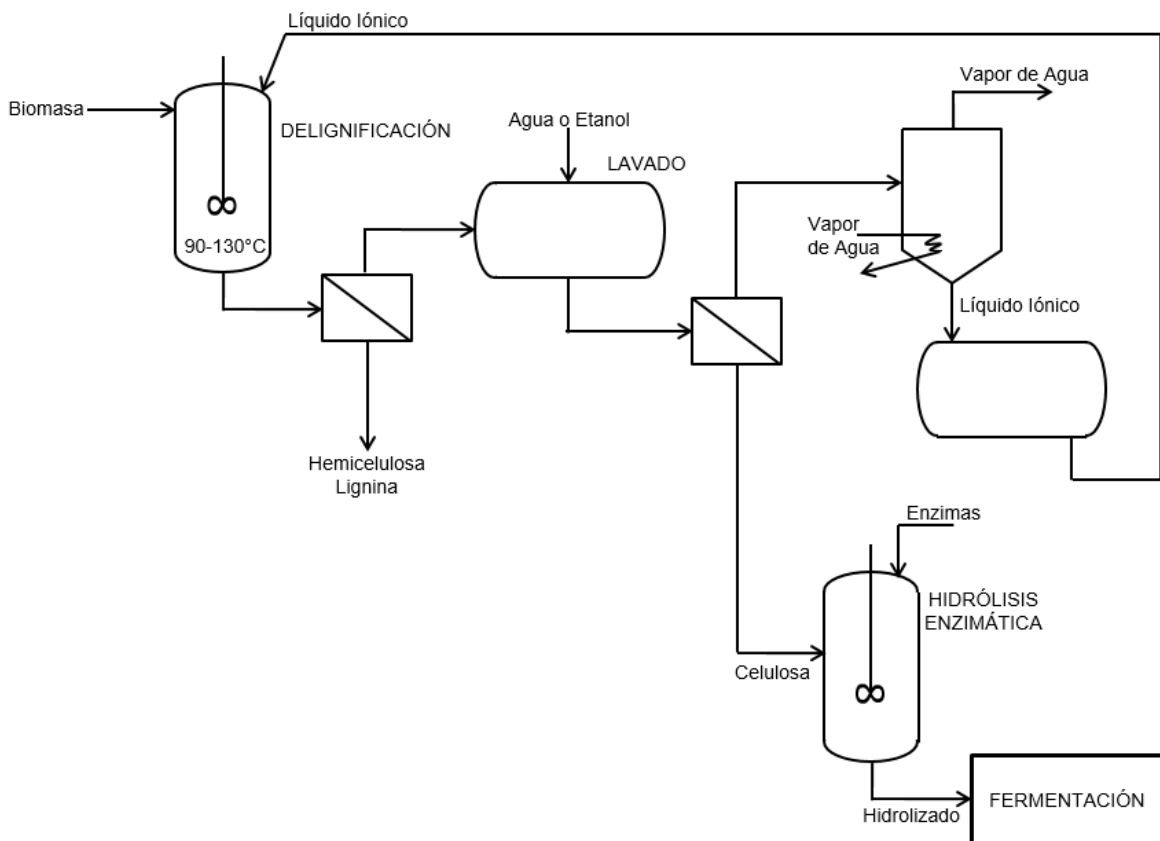 Líquido Iónico
Biomasa
DELIGNIFICACIÓN
90-130°C
Agua o Etanol
LAVADO
Vapor de Agua
Vapor
de Agua
Líquido Iónico
Hemicelulosa
Lignina
Enzimas
HIDRÓLISIS
ENZIMÁTICA
Celulosa
Hidrolizado
FERMENTACIÓN